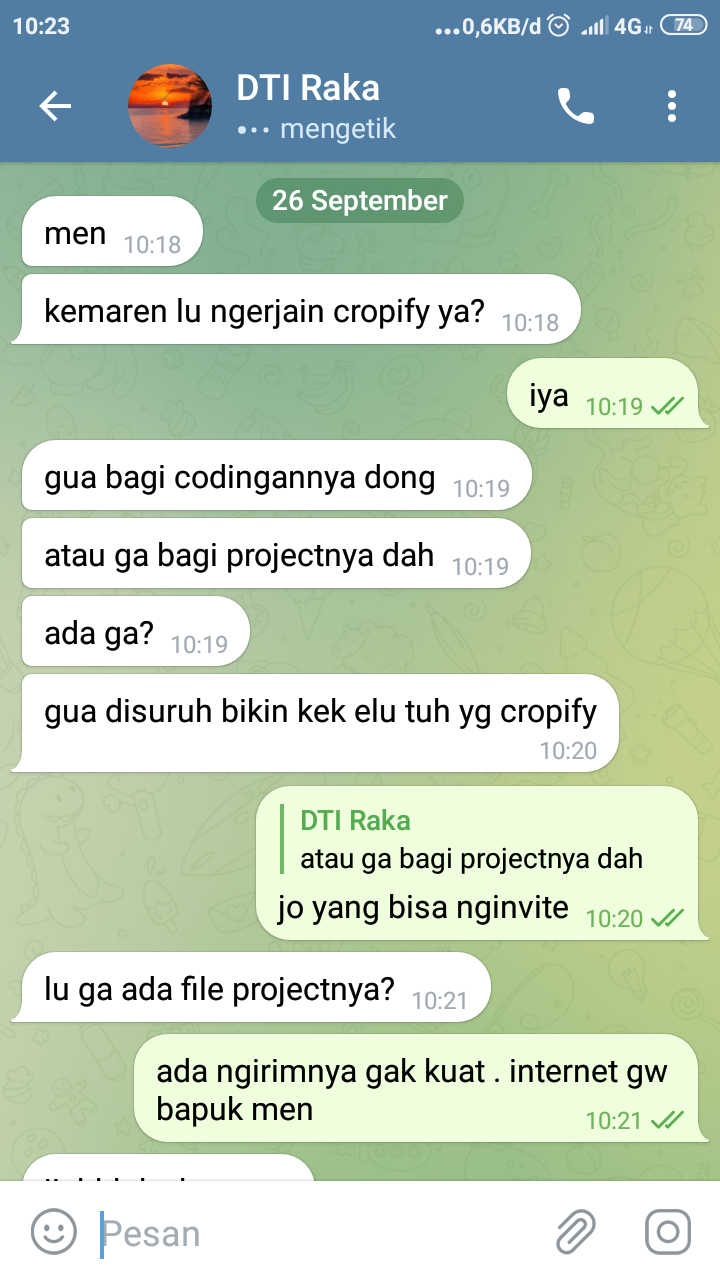 10:23
...0,6KB/d 4G 74
DTI Raka
mengetik
26 September
men 10:18
kemaren lu ngerjain cropify ya? 10:18
iya 10:19
gua bagi codingannya dong 10:19
atau ga bagi projectnya dah 10:19
ada ga? 10:19
gua disuruh bikin kek elu tuh yg cropify
10:20
DTI Raka
atau ga bagi projectnya dah
jo yang bisa nginvite 10:20
lu ga ada file projectnya? 10:21
ada ngirimnya gak kuat . internet gw
bapuk men 10:21
Pesan